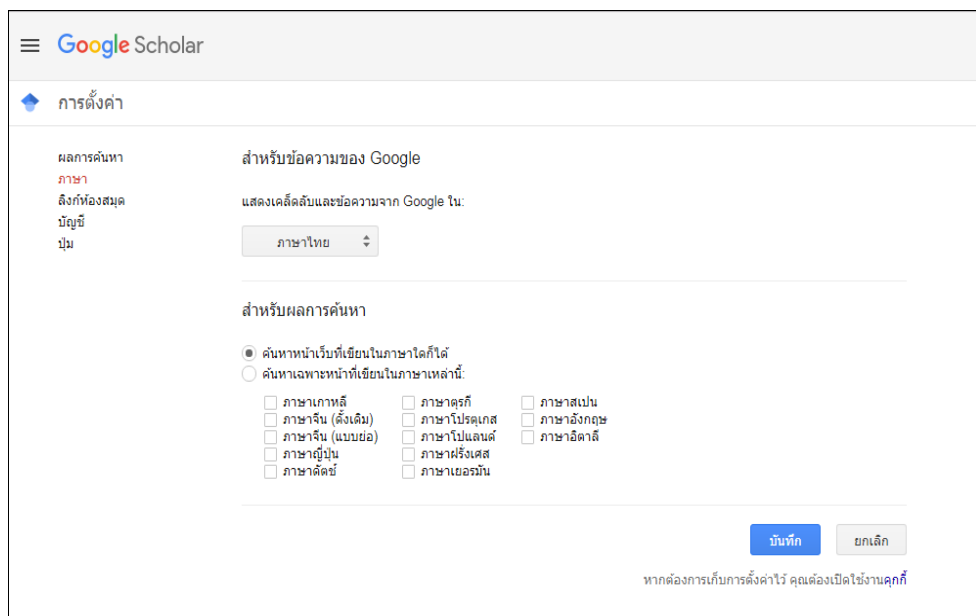 Google Scholar
การตั้งค่า
ผลการค้นหา
ภาษา
ลิงก์ห้องสมุด
บัญชี
ปุ่ม
สำหรับข้อความของ Google
แสดงเคล็ดลับและข้อความจาก Google ใน:
ภาษาไทย
สำหรับผลการค้นหา
ค้นหาหน้าเว็บที่เขียนในภาษาใดก็ได้
ค้นหาเฉพาะหน้าที่เขียนในภาษาเหล่านี้:
ภาษาเกาหลี ภาษาตุรกี ภาษาสเปน
ภาษาจีน (ดั้งเดิม) ภาษาโปรตุเกส ภาษาอังกฤษ
ภาษาจีน (แบบย่อ) ภาษาโปแลนด์ ภาษาอิตาลี
ภาษาญี่ปุ่น ภาษาฝรั่งเศส
ภาษาดัตช์ ภาษาเยอรมัน
บันทึก ยกเลิก
หากต้องการเก็บการตั้งค่าไว้ คุณต้องเปิดใช้งานคุกกี้